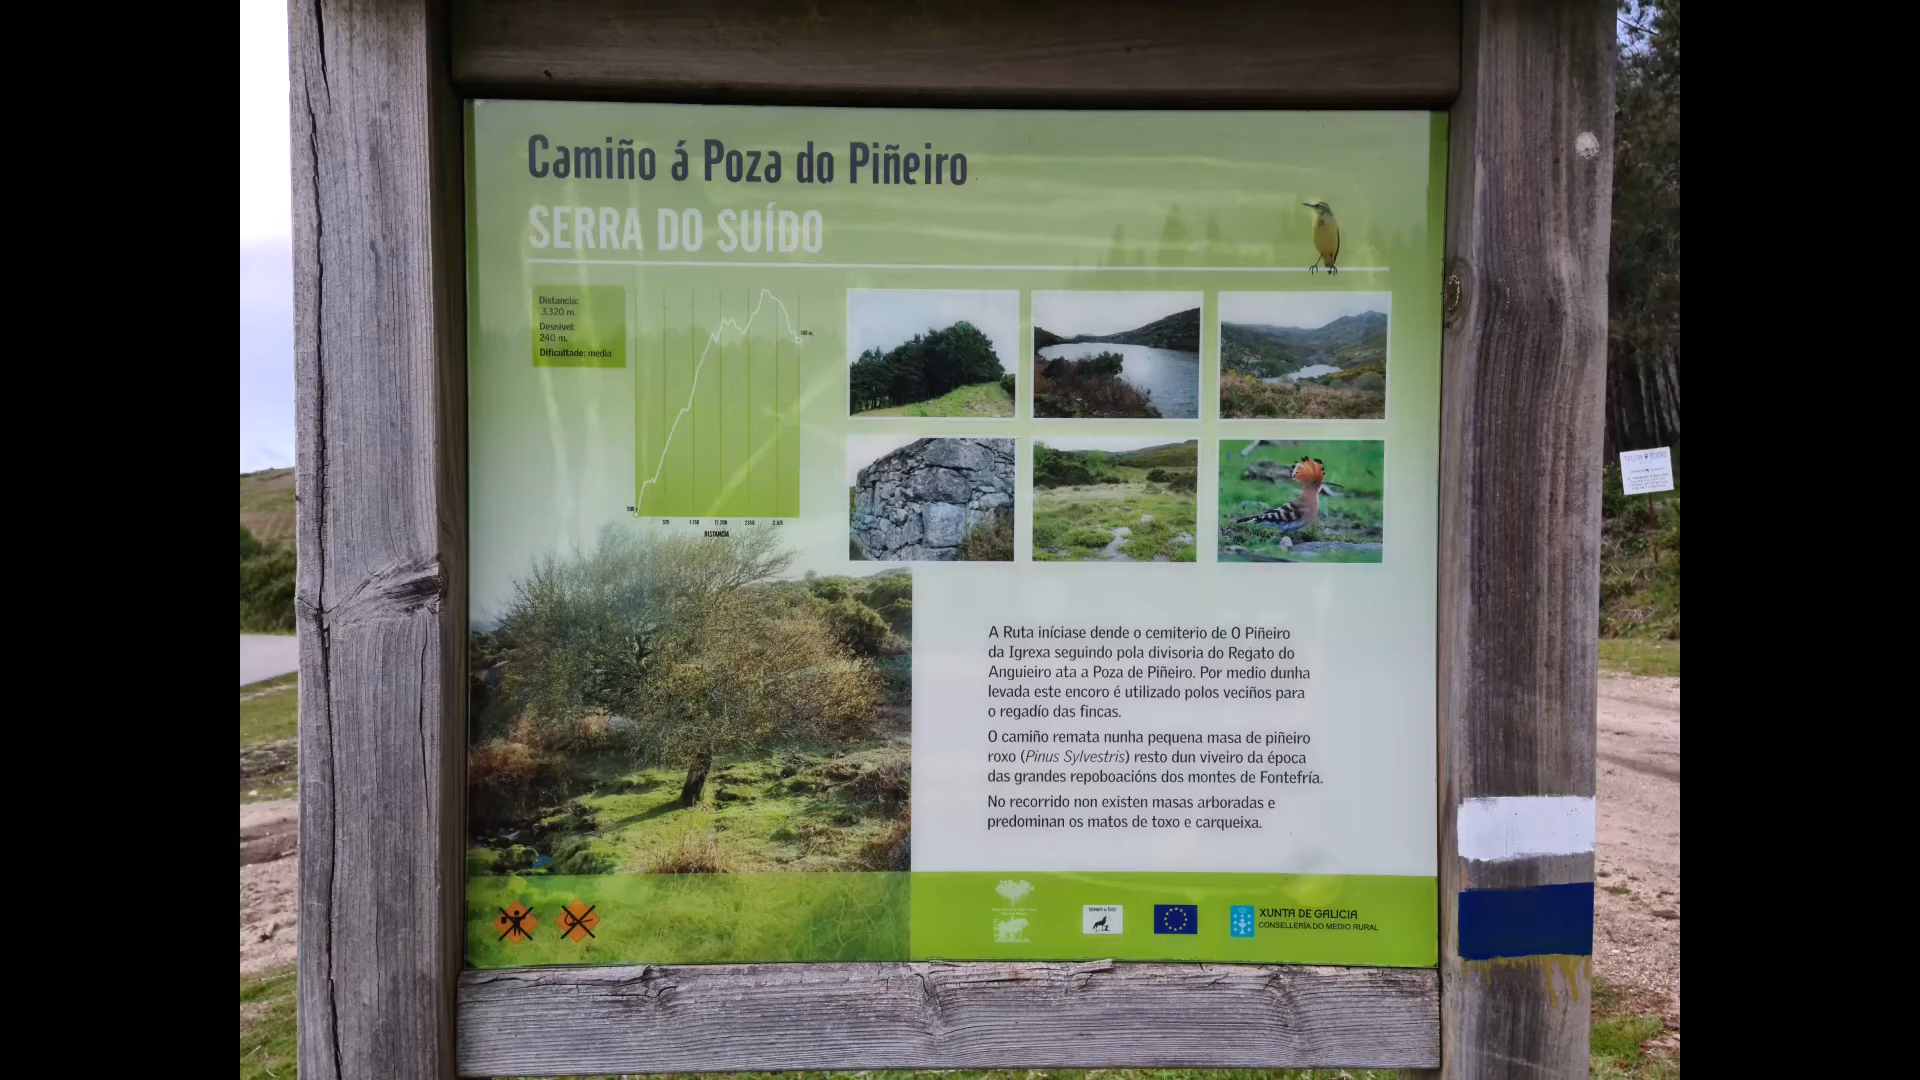 Camiño á Poza do Piñeiro
SERRA DO SUÍDO
Distancia:
3.320 m.
Desnivel:
240 m.
Dificultade: media
DISTANCIA
A Ruta iníciase dende o cemiterio de O Piñeiro
da Igrexa seguindo pola divisoria do Regato do
Anguieiro ata a Poza de Piñeiro. Por medio dunha
levada este encoro é utilizado polos veciños para
o regadío das fincas.
O camiño remata nunha pequena masa de piñeiro
roxo (Pinus Sylvestris) resto dun viveiro da época
das grandes repoboacións dos montes de Fontefría.
No recorrido non existen masas arboradas e
predominan os matos de toxo e carqueixa.
XUNTA DE GALICIA
CONSELLERÍA DO MEDIO RURAL